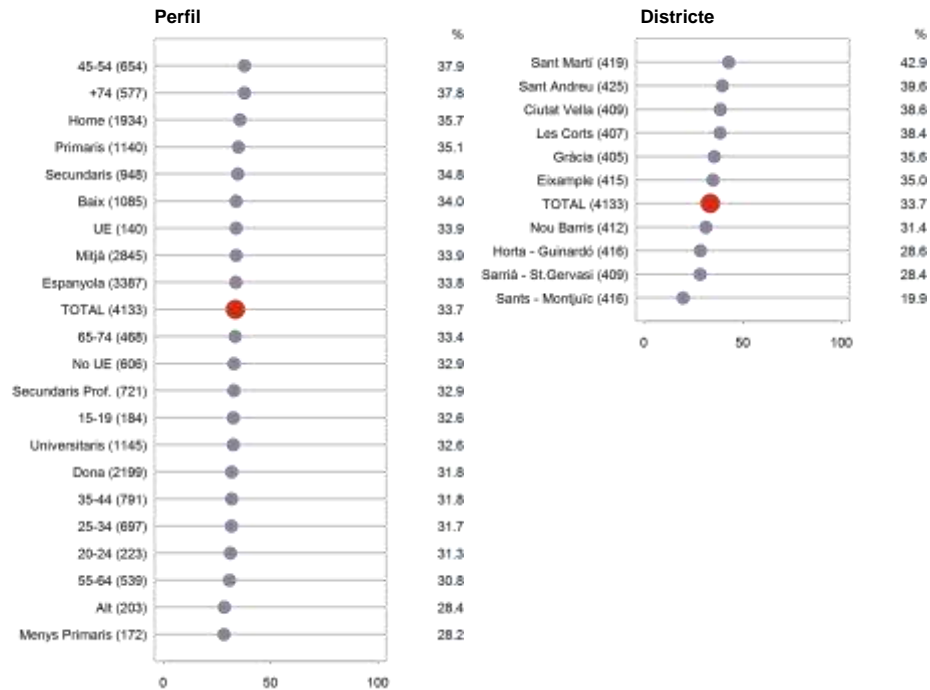 Perfil
%
45-54 (654) 37.9
+74 (577) 37.8
Home (1934) 35.7
Primaris (1140) 35.1
Secundaris (948) 34.8
Baix (1085) 34.0
UE (140) 33.9
Mitjà (2845) 33.9
Espanyola (3387) 33.8
TOTAL (4133) 33.7
65-74 (468) 33.4
No UE (606) 32.9
Secundaris Prof. (721) 32.9
15-19 (184) 32.6
Universitaris (1145) 32.6
Dona (2199) 31.8
35-44 (791) 31.8
25-34 (697) 31.7
20-24 (223) 31.3
55-64 (539) 30.8
Alt (203) 28.4
Menys Primaris (172) 28.2
0 50 100
Districte
%
Sant Martí (419) 42.9
Sant Andreu (425) 39.6
Ciutat Vella (409) 38.6
Les Corts (407) 38.4
Gràcia (405) 35.6
Eixample (415) 35.0
TOTAL (4133) 33.7
Nou Barris (412) 31.4
Horta - Guinardó (416) 28.6
Sarrià - St.Gervasi (409) 28.4
Sants - Montjuïc (416) 19.9
0 50 100